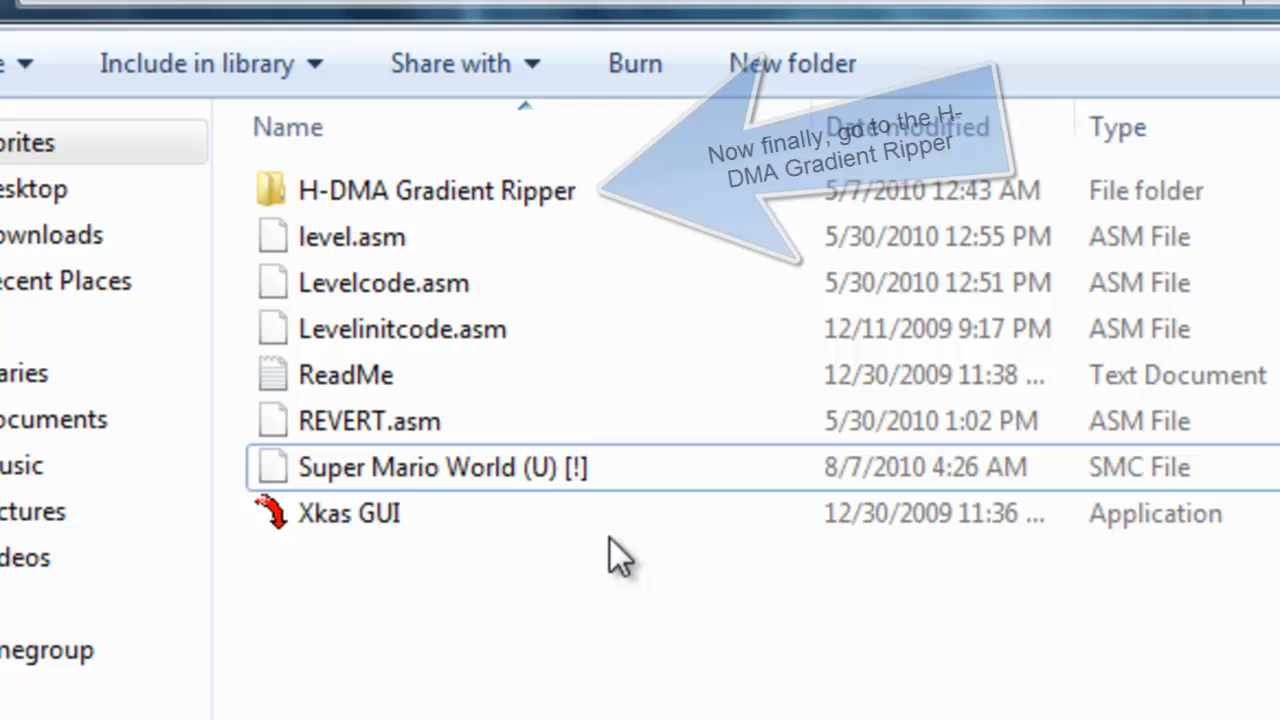 e Include in library Share with Burn New folder
Name Date modified Type
Now finally, go to the H-
DMA Gradient Ripper
orites
esktop
ownloads
ecent Places
aries
ocuments
usic
ctures
deos
negroup
H-DMA Gradient Ripper 5/7/2010 12:43 AM File folder
level.asm 5/30/2010 12:55 PM ASM File
Levelcode.asm 5/30/2010 12:51 PM ASM File
Levelinitcode.asm 12/11/2009 9:17 PM ASM File
ReadMe 12/30/2009 11:38 ... Text Document
REVERT.asm 5/30/2010 1:02 PM ASM File
Super Mario World (U) [!] 8/7/2010 4:26 AM SMC File
Xkas GUI 12/30/2009 11:36 ... Application